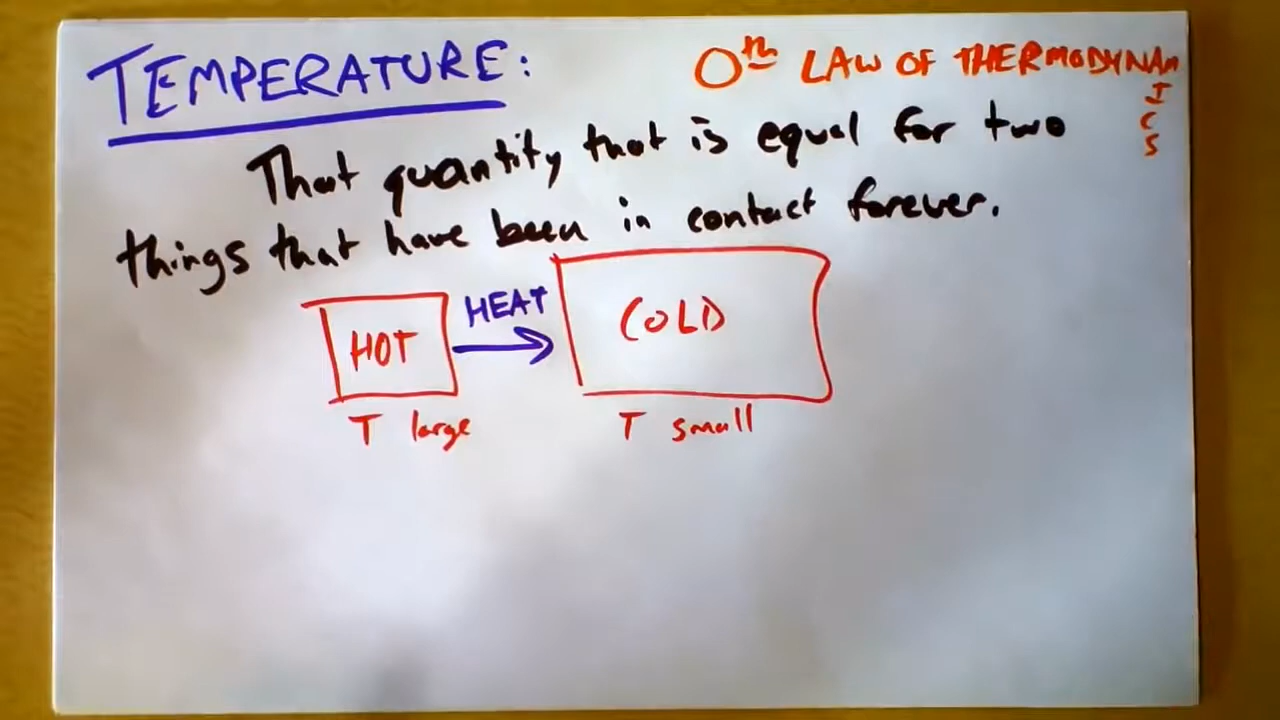 TEMPERATURE:
0th LAW OF THERMODYNAMICS
That quantity that is equal for two
things that have been in contact forever.
HEAT
HOT
COLD
T large
T small